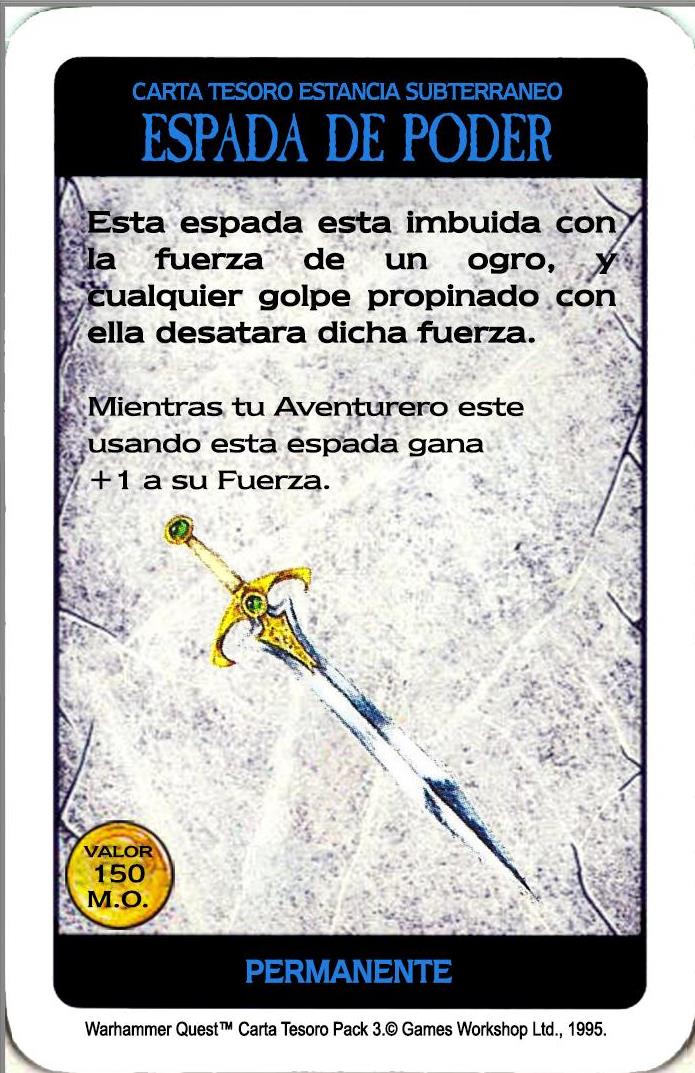 CARTA TESORO ESTANCIA SUBTERRANEO
ESPADA DE PODER
Esta espada esta imbuida con
la fuerza de un ogro, y
cualquier golpe propinado con
ella desatara dicha fuerza.
Mientras tu Aventurero este
usando esta espada gana
+1 a su Fuerza.
VALOR
150
M.O.
PERMANENTE
Warhammer Quest™ Carta Tesoro Pack 3.© Games Workshop Ltd., 1995.